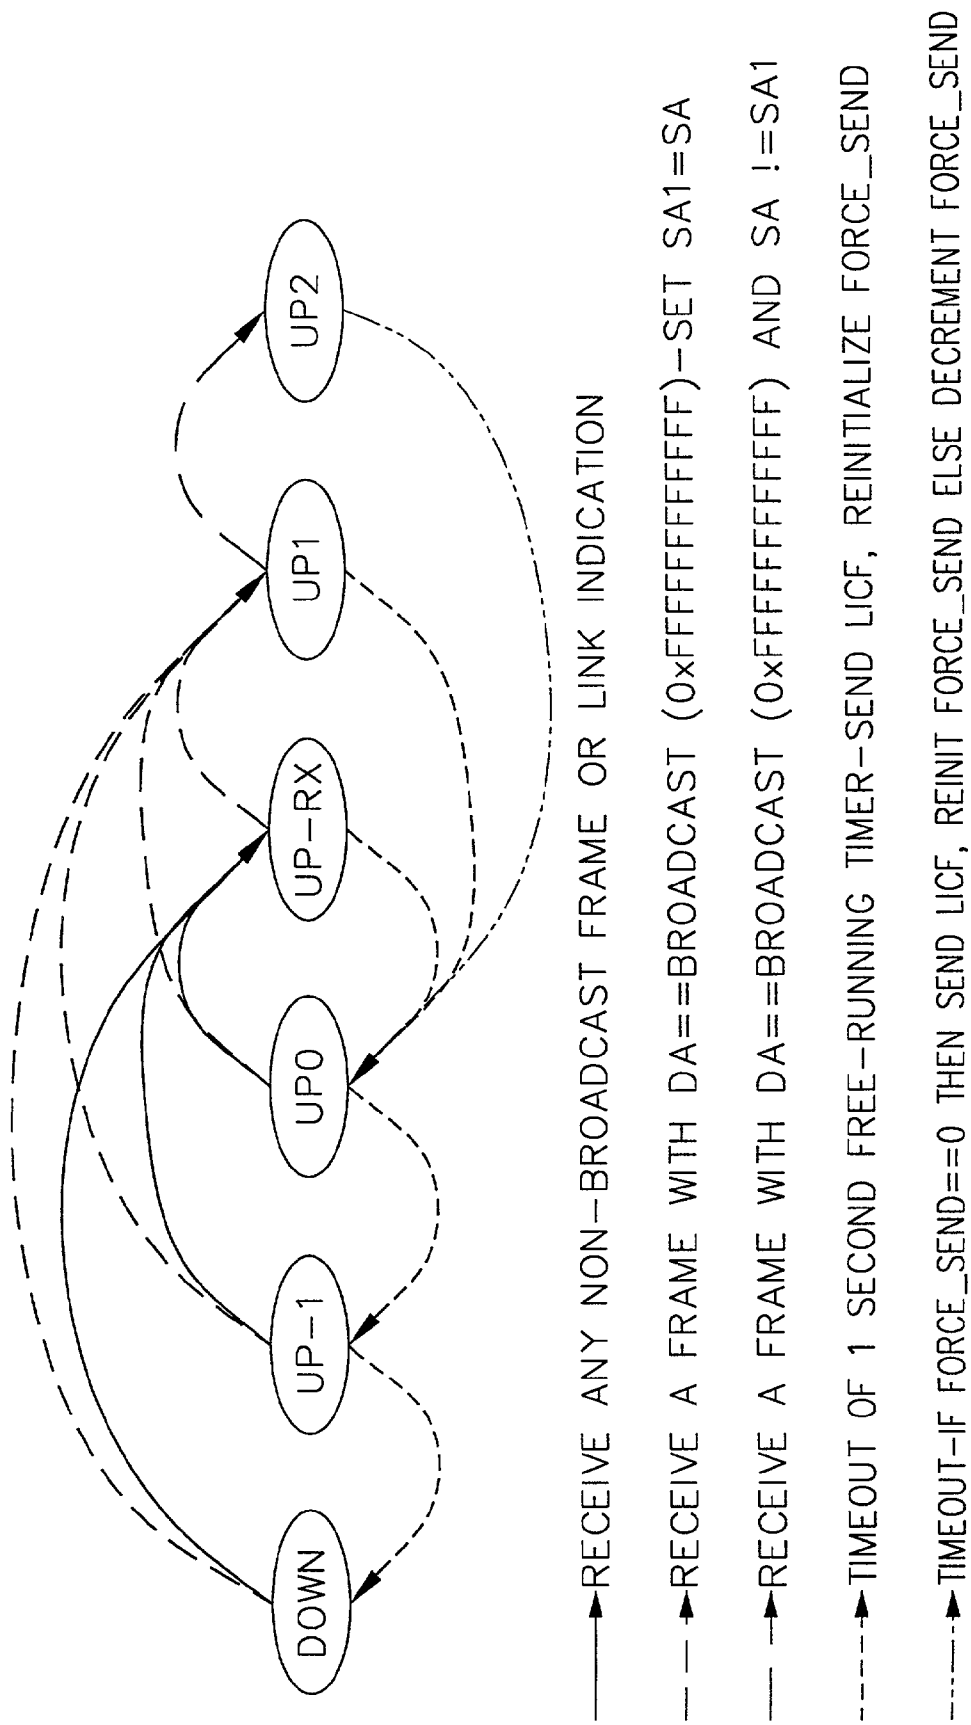 DOWN
UP-1
UP0
UP-RX
UP1
UP2
RECEIVE ANY NON-BROADCAST FRAME OR LINK INDICATION
RECEIVE A FRAME WITH DA==BROADCAST (0xFFFFFFFFFFFF)-SET SA1=SA
RECEIVE A FRAME WITH DA==BROADCAST (0xFFFFFFFFFFFF) AND SA !=SA1
TIMEOUT OF 1 SECOND FREE-RUNNING TIMER-SEND LICF, REINITIALIZE FORCE_SEND
TIMEOUT-IF FORCE_SEND==0 THEN SEND LICF, REINIT FORCE_SEND ELSE DECREMENT FORCE_SEND